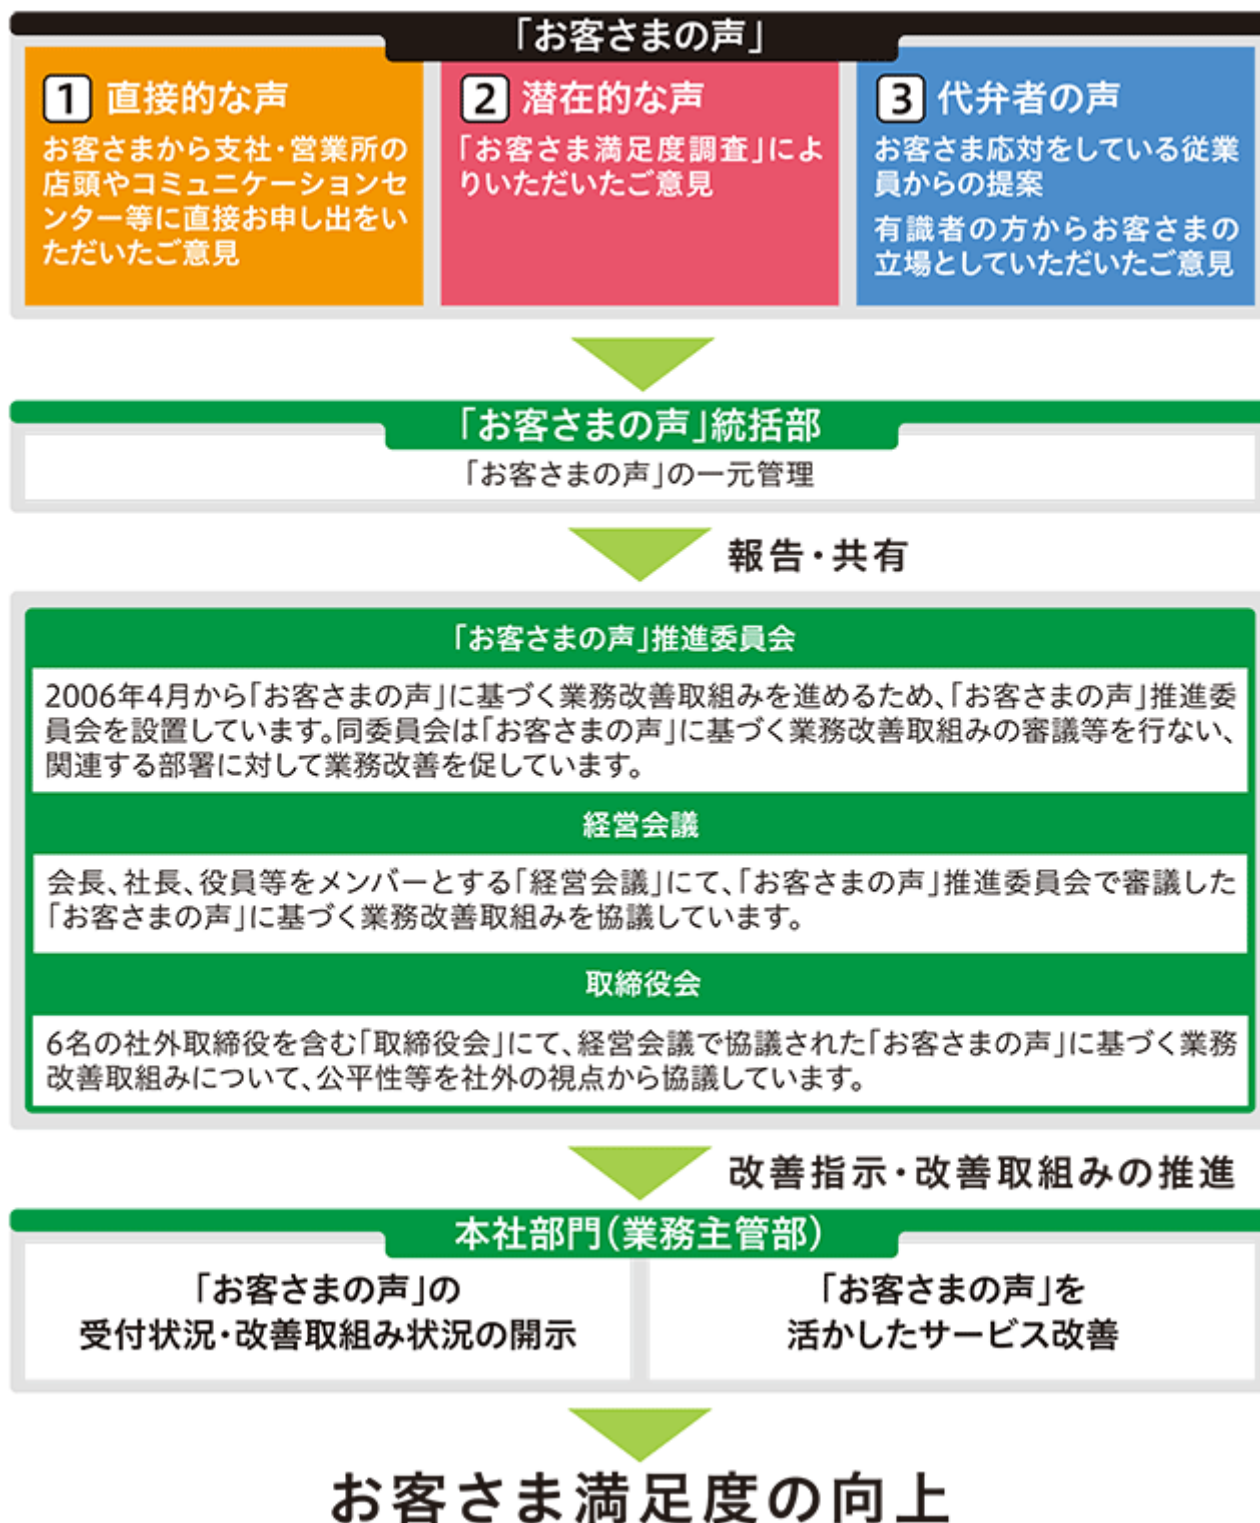 「お客さまの声」
1 直接的な声
お客さまから支社・営業所の
店頭やコミュニケーションセ
ンター等に直接お申し出をい
ただいたご意見
2 潜在的な声
「お客さま満足度調査」によ
りいただいたご意見
3 代弁者の声
お客さま応対をしている従業
員からの提案
有識者の方からお客さまの
立場としていただいたご意見
「お客さまの声」統括部
「お客さまの声」の一元管理
報告・共有
「お客さまの声」推進委員会
2006年4月から「お客さまの声」に基づく業務改善取組みを進めるため、「お客さまの声」推進委
員会を設置しています。同委員会は「お客さまの声」に基づく業務改善取組みの審議等を行ない、
関連する部署に対して業務改善を促しています。
経営会議
会長、社長、役員等をメンバーとする「経営会議」にて、「お客さまの声」推進委員会で審議した
「お客さまの声」に基づく業務改善取組みを協議しています。
取締役会
6名の社外取締役を含む「取締役会」にて、経営会議で協議された「お客さまの声」に基づく業務
改善取組みについて、公平性等を社外の視点から協議しています。
改善指示・改善取組みの推進
本社部門(業務主管部)
「お客さまの声」の
受付状況・改善取組み状況の開示
「お客さまの声」を
活かしたサービス改善
お客さま満足度の向上